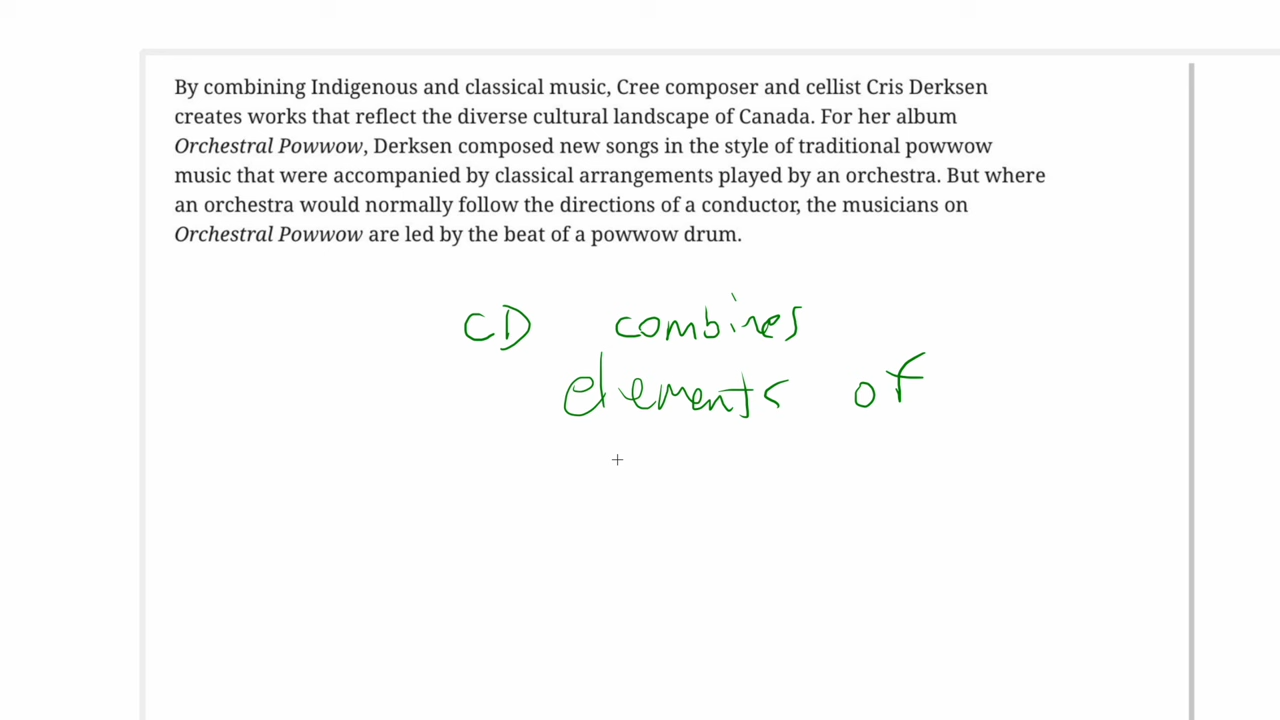 By combining Indigenous and classical music, Cree composer and cellist Cris Derksen
creates works that reflect the diverse cultural landscape of Canada. For her album
Orchestral Powwow, Derksen composed new songs in the style of traditional powwow
music that were accompanied by classical arrangements played by an orchestra. But where
an orchestra would normally follow the directions of a conductor, the musicians on
Orchestral Powwow are led by the beat of a powwow drum.
CD combines
elements of